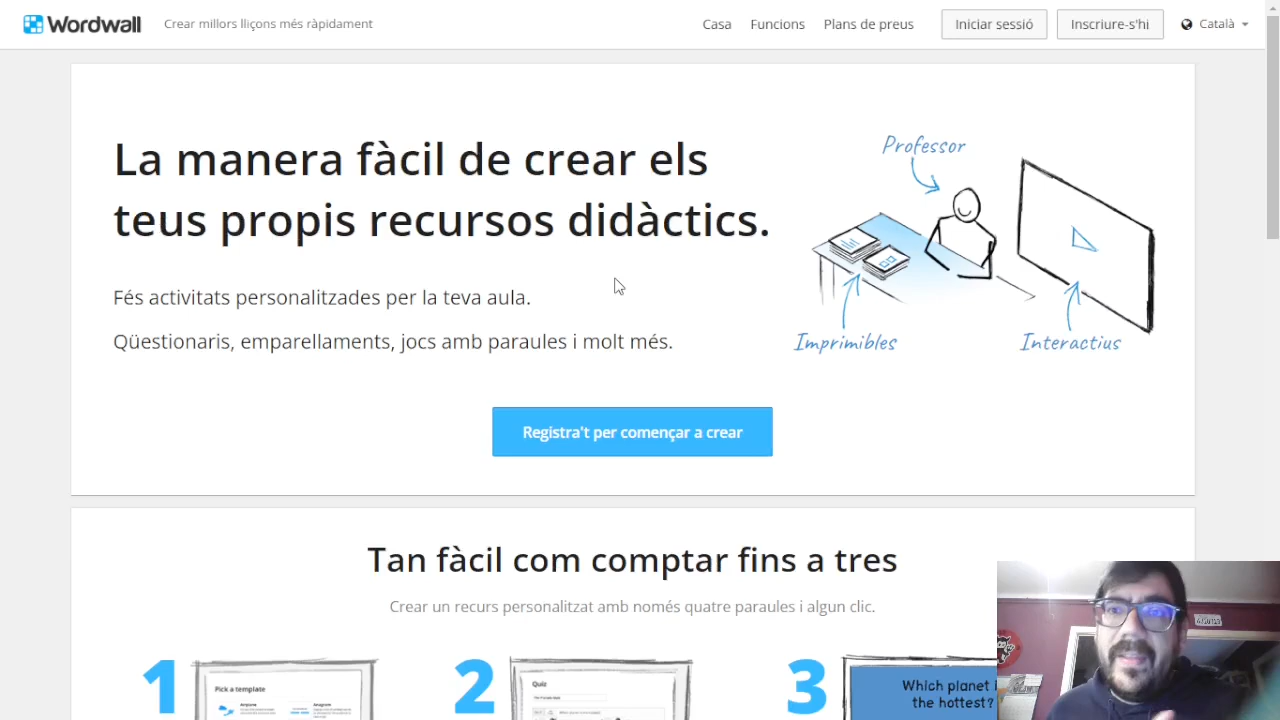 Wordwall
Crear millors lliçons més ràpidament
Casa
Funcions
Plans de preus
Iniciar sessió
Inscriure-s'hi
Català
La manera fàcil de crear els
teus propis recursos didàctics.
Fés activitats personalitzades per la teva aula.
Qüestionaris, emparellaments, jocs amb paraules i molt més.
Professor
Imprimibles
Interactius
Registra't per començar a crear
Tan fàcil com comptar fins a tres
Crear un recurs personalitzat amb només quatre paraules i algun clic.
1
Pick a template
Airplane
Anagram
2
Quiz
3
Which planet
the hottest?